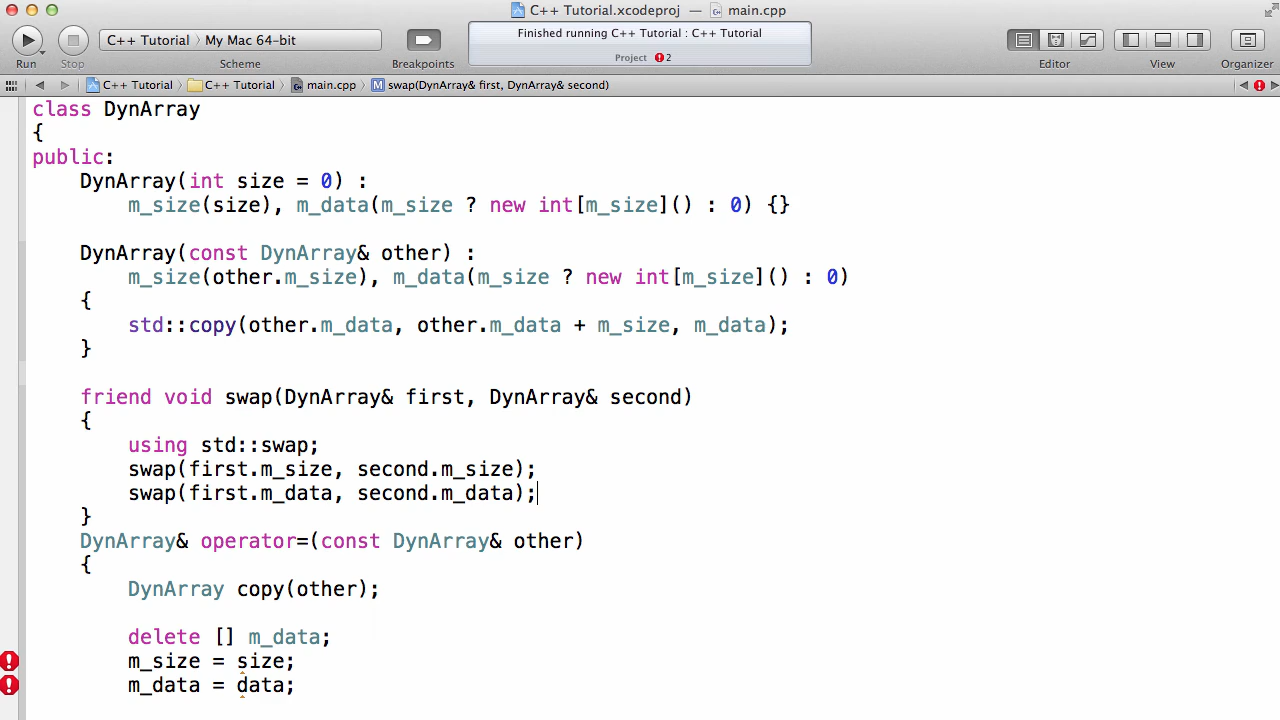 C++ Tutorial.xcodeproj — main.cpp
Finished running C++ Tutorial : C++ Tutorial
Project 2
C++ Tutorial My Mac 64-bit
Run Stop Scheme Breakpoints Editor View Organizer
C++ Tutorial C++ Tutorial main.cpp M swap(DynArray& first, DynArray& second)
class DynArray
{
public:
DynArray(int size = 0) :
m_size(size), m_data(m_size ? new int[m_size]() : 0) {}
DynArray(const DynArray& other) :
m_size(other.m_size), m_data(m_size ? new int[m_size]() : 0)
{
std::copy(other.m_data, other.m_data + m_size, m_data);
}
friend void swap(DynArray& first, DynArray& second)
{
using std::swap;
swap(first.m_size, second.m_size);
swap(first.m_data, second.m_data);
}
DynArray& operator=(const DynArray& other)
{
DynArray copy(other);
delete [] m_data;
m_size = size;
m_data = data;